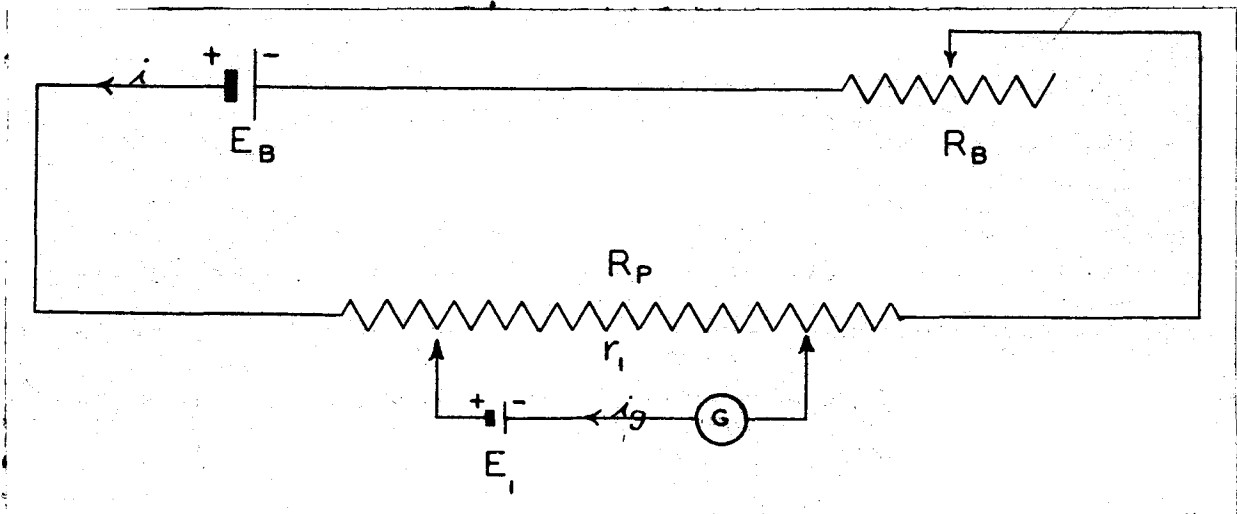 i + -
E_B
R_B
R_P
r_1
+ - i_g G
E_1